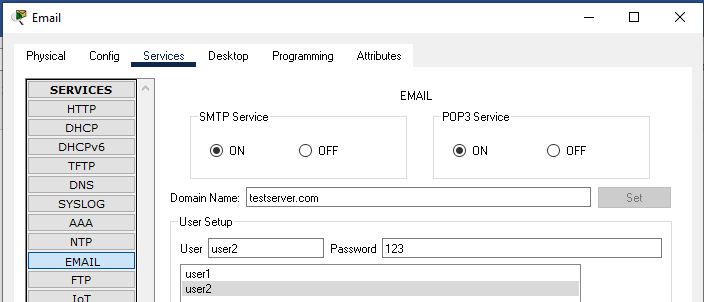 Email
Physical Config Services Desktop Programming Attributes
SERVICES
HTTP
DHCP
DHCPv6
TFTP
DNS
SYSLOG
AAA
NTP
EMAIL
FTP
IoT
EMAIL
SMTP Service
ON OFF
POP3 Service
ON OFF
Domain Name: testserver.com Set
User Setup
User user2 Password 123
user1
user2